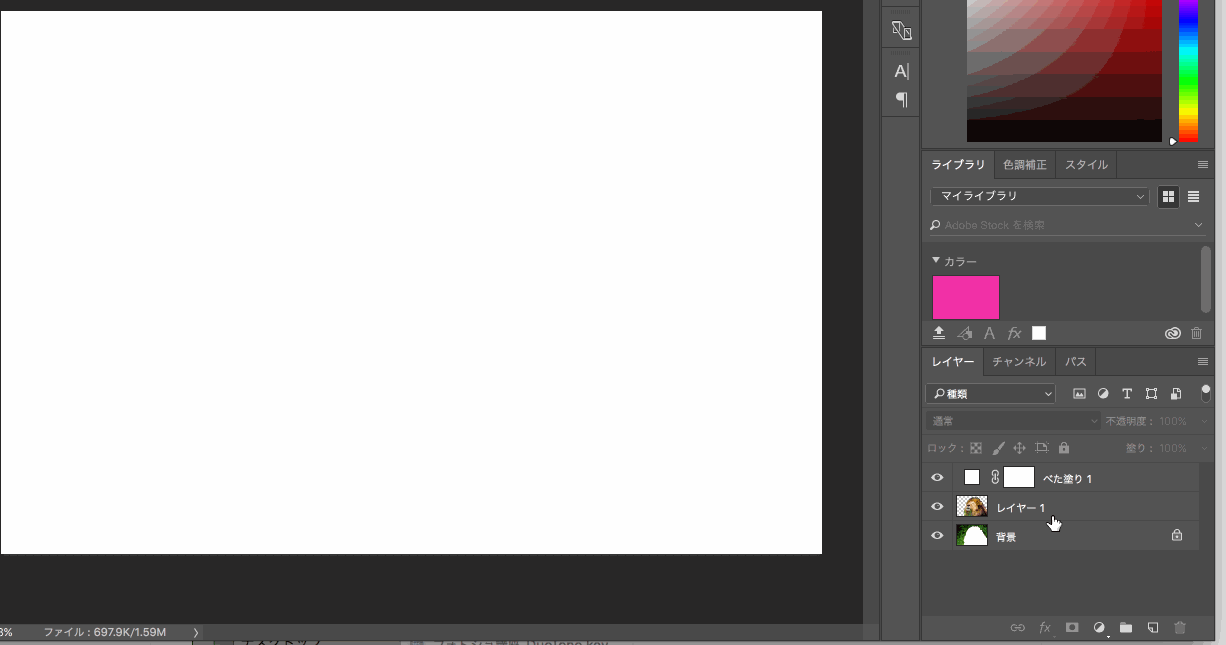 A|
ライブラリ 色調補正 スタイル
マイライブラリ
Adobe Stock を検索
カラー
A fx
レイヤー チャンネル パス
種類
T
通常 不透明度： 100%
ロック： 塗り： 100%
べた塗り 1
レイヤー 1
背景
fx
3% ファイル : 697.9K/1.59M